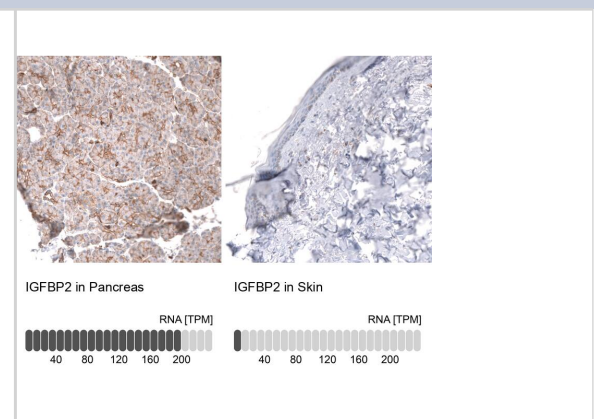 IGFBP2 in Pancreas
IGFBP2 in Skin
RNA [TPM]
RNA [TPM]
40 80 120 160 200
40 80 120 160 200